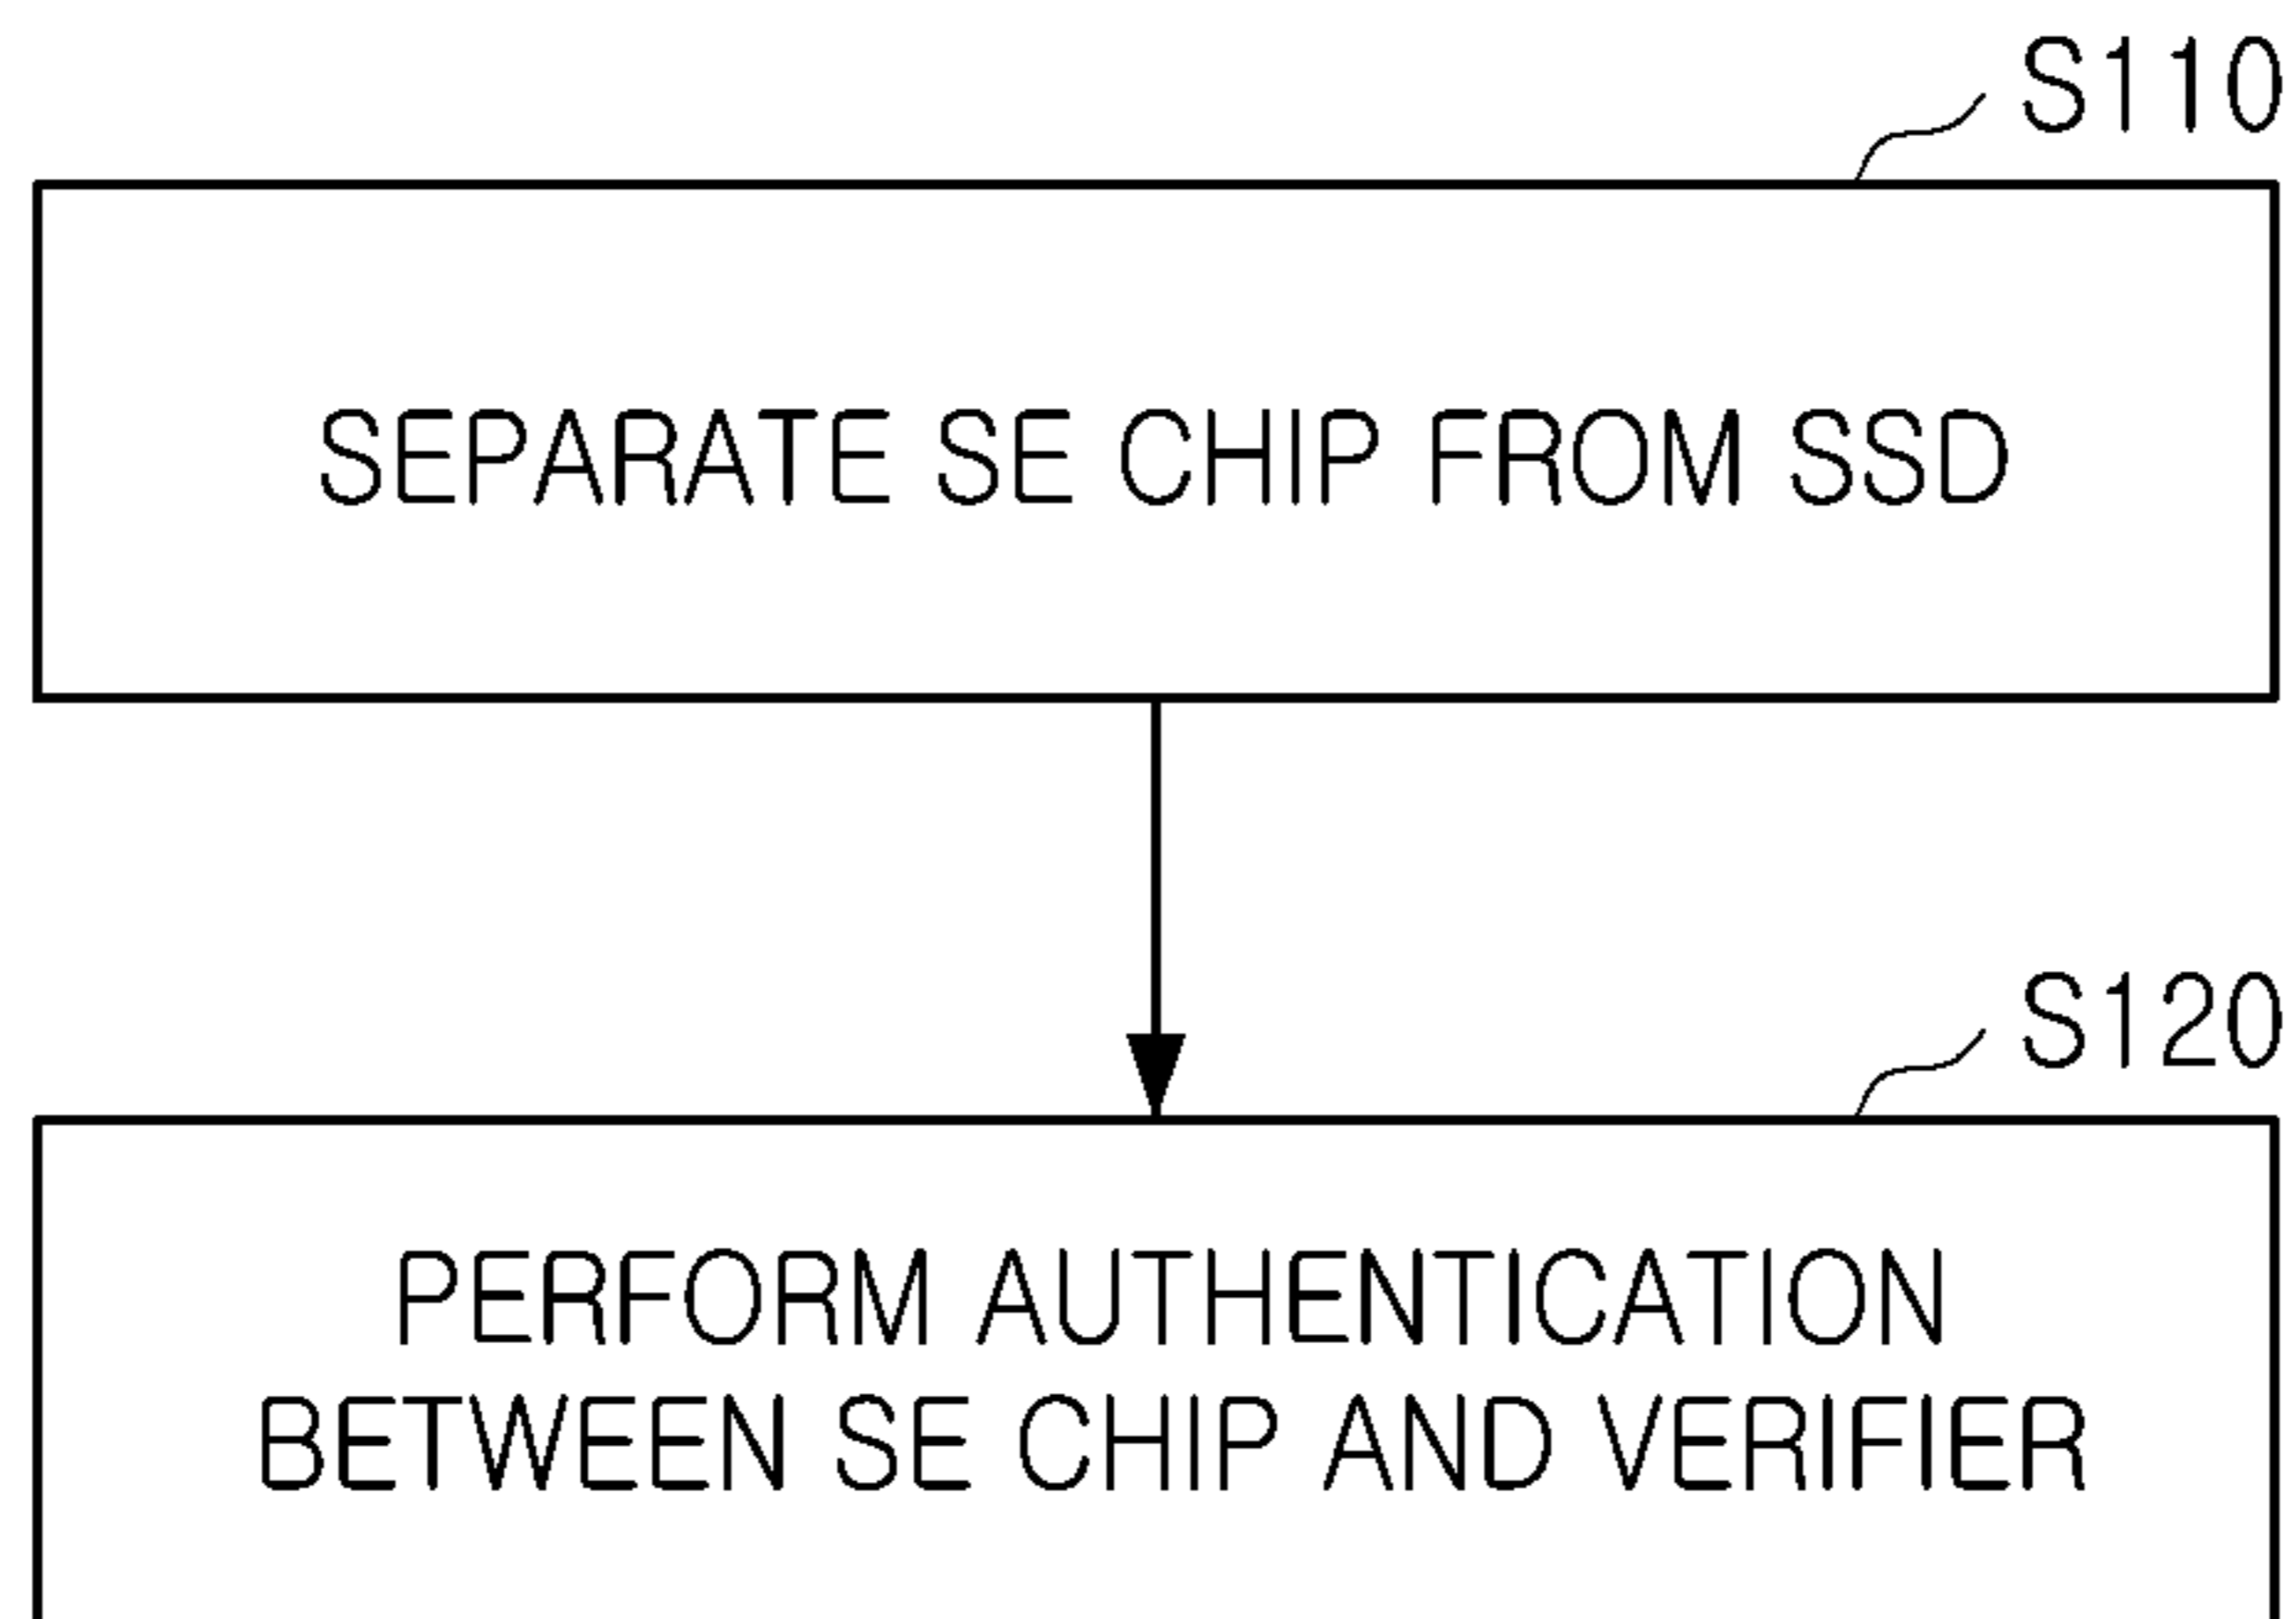 S110
SEPARATE SE CHIP FROM SSD
S120
PERFORM AUTHENTICATION
BETWEEN SE CHIP AND VERIFIER